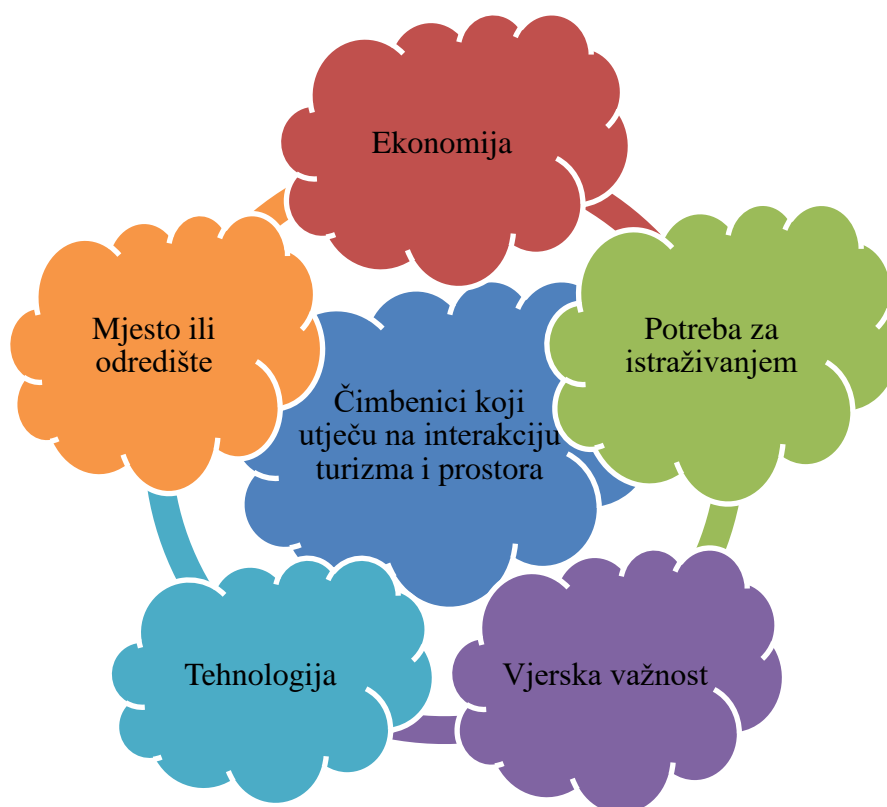 Ekonomija
Mjesto ili
odredište
Potreba za
istraživanjem
Čimbenici koji
utječu na interakciju
turizma i prostora
Tehnologija
Vjerska važnost